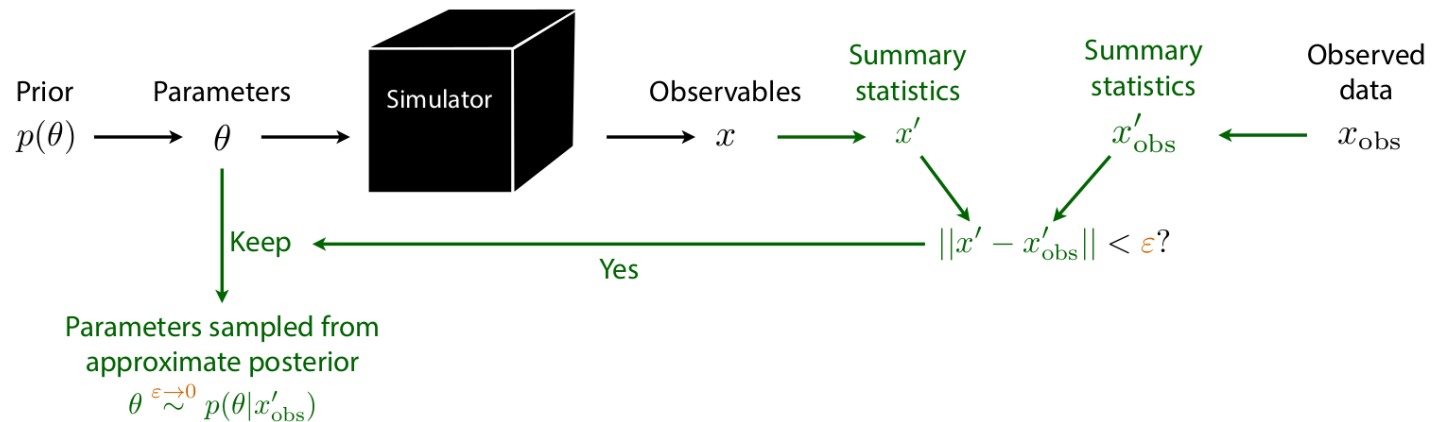 Prior
p(θ)
Parameters
θ
Simulator
Observables
x
Summary
statistics
x′
Summary
statistics
x′obs
Observed
data
xobs
Keep
Yes
||x′ − x′obs|| < ε?
Parameters sampled from
approximate posterior
θ ε→0 ∼ p(θ|x′obs)